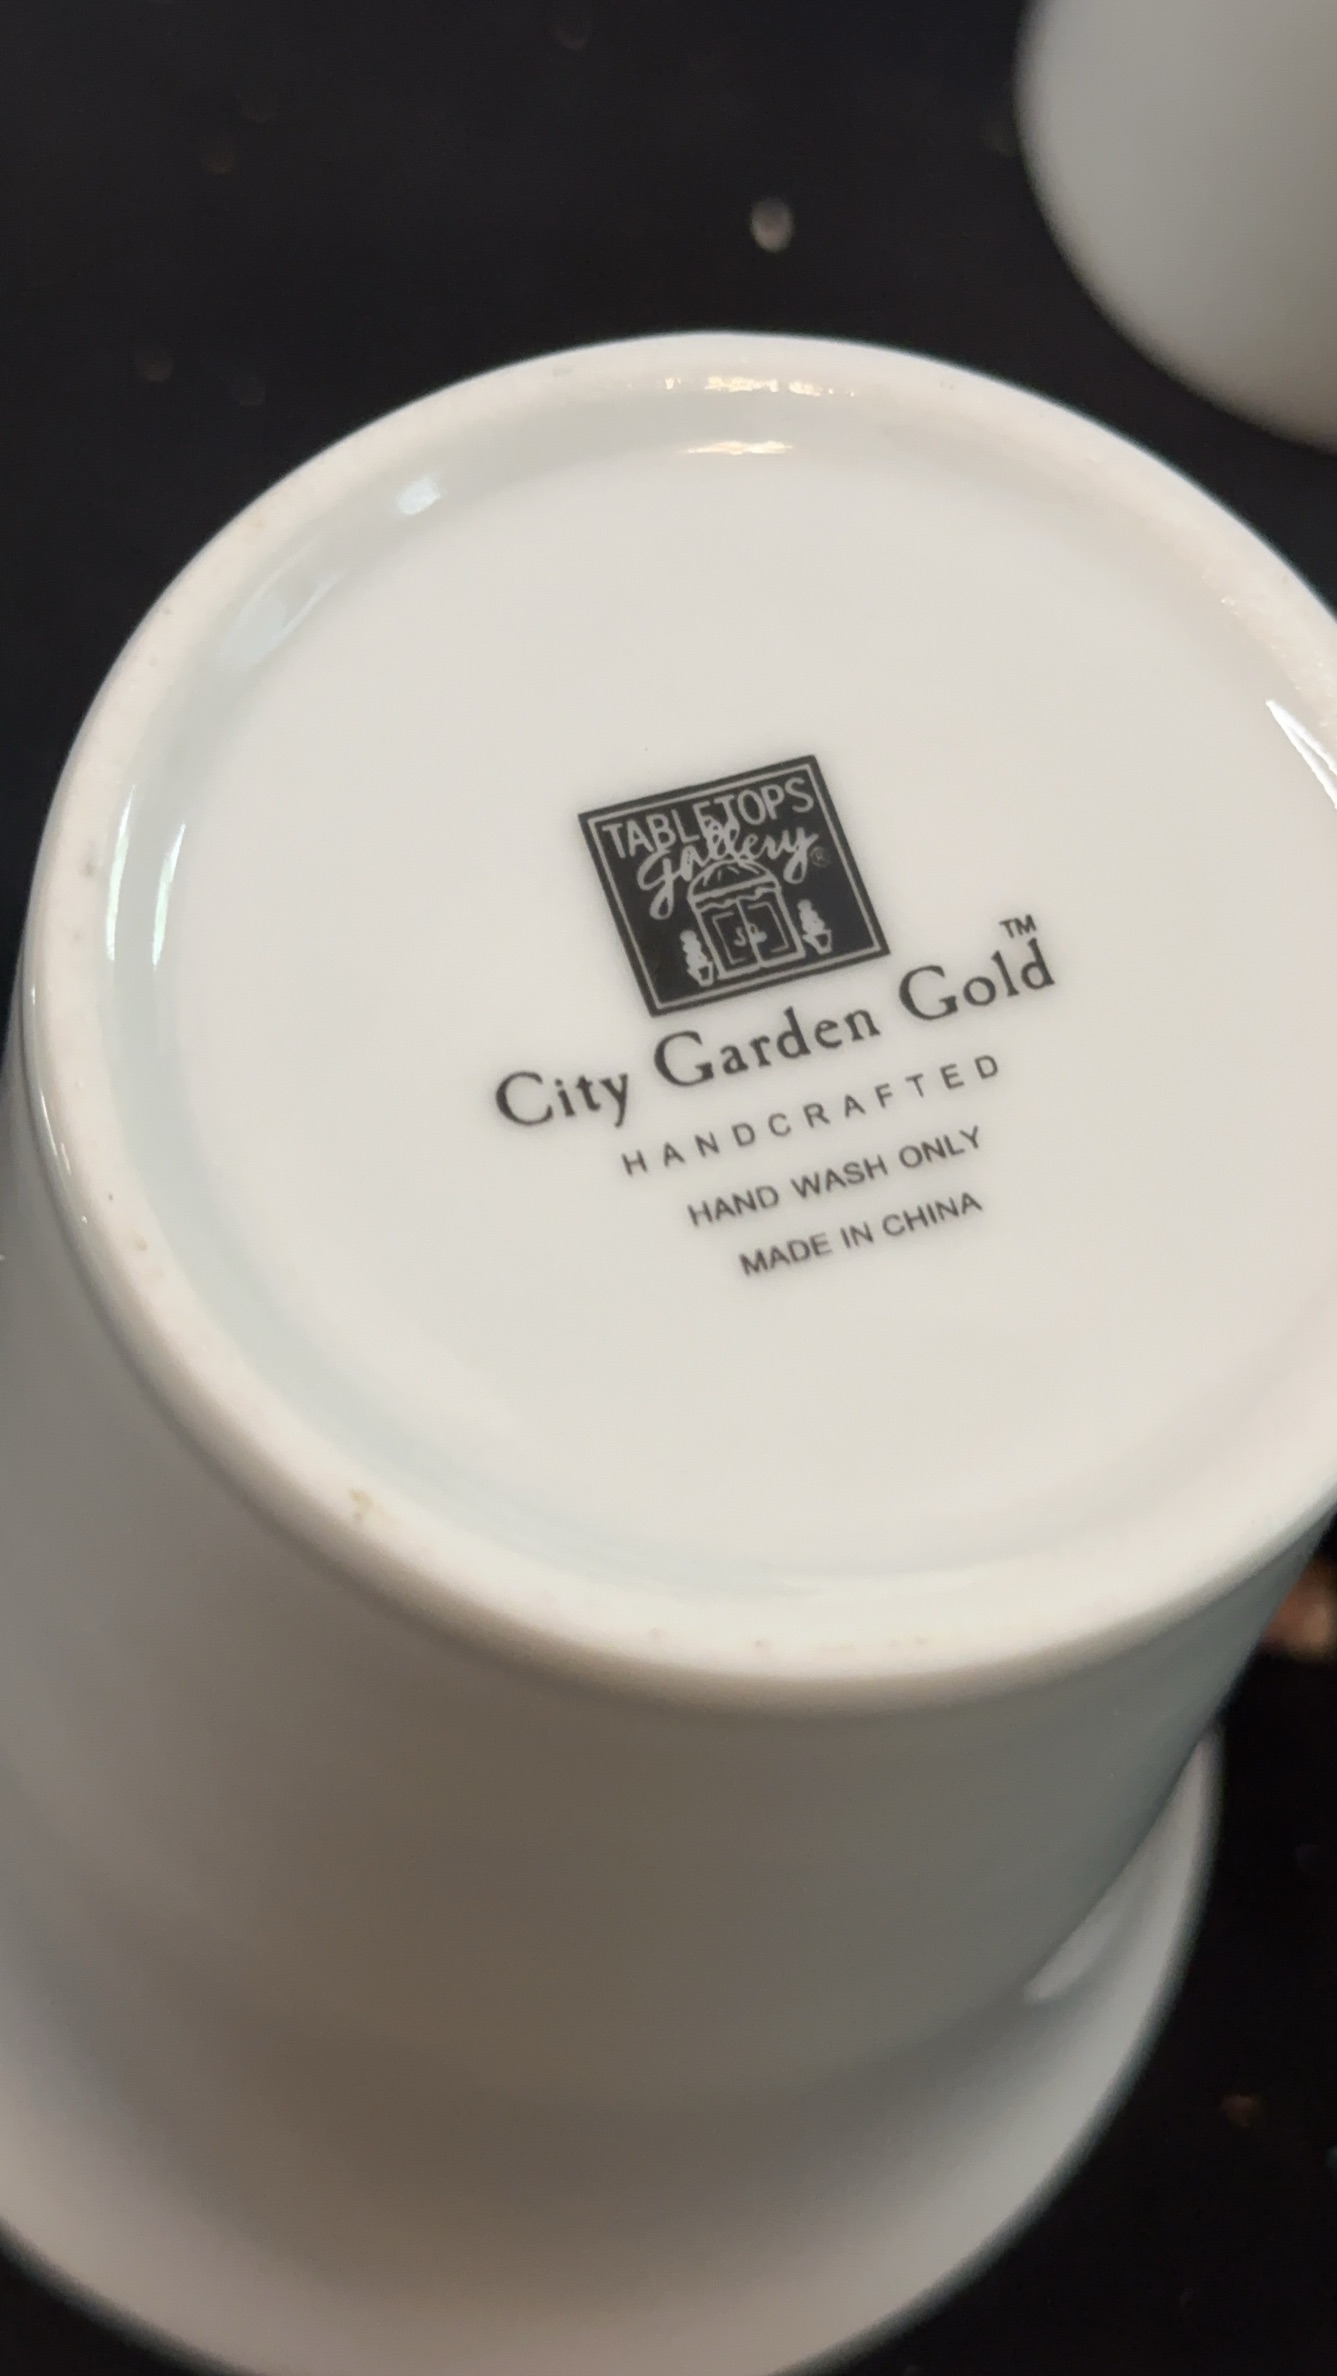 TABLETOPS
gallery®
City Garden Gold™
HANDCRAFTED
HAND WASH ONLY
MADE IN CHINA